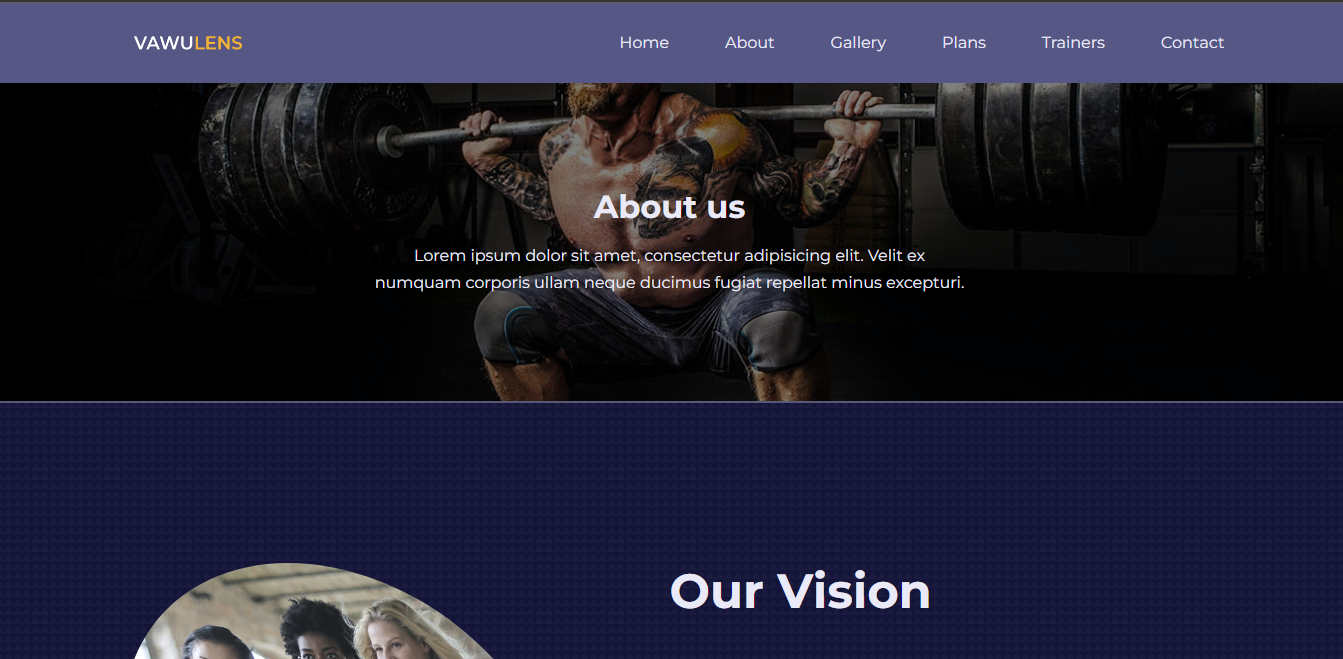 VAWULENS
Home About Gallery Plans Trainers Contact
About us
Lorem ipsum dolor sit amet, consectetur adipisicing elit. Velit ex
numquam corporis ullam neque ducimus fugiat repellat minus excepturi.
Our Vision